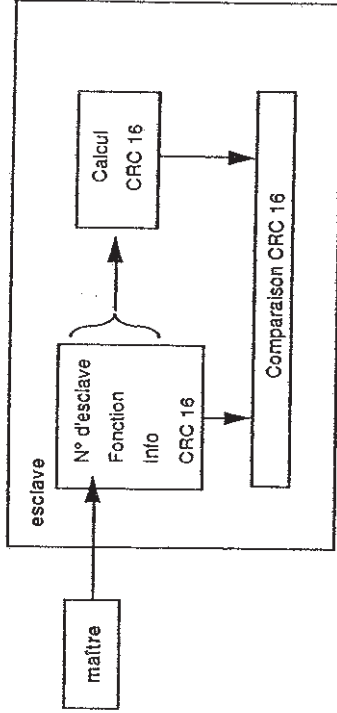 esclave
maître
N° d'esclave
Fonction
Info
CRC 16
Calcul
CRC 16
Comparaison CRC 16